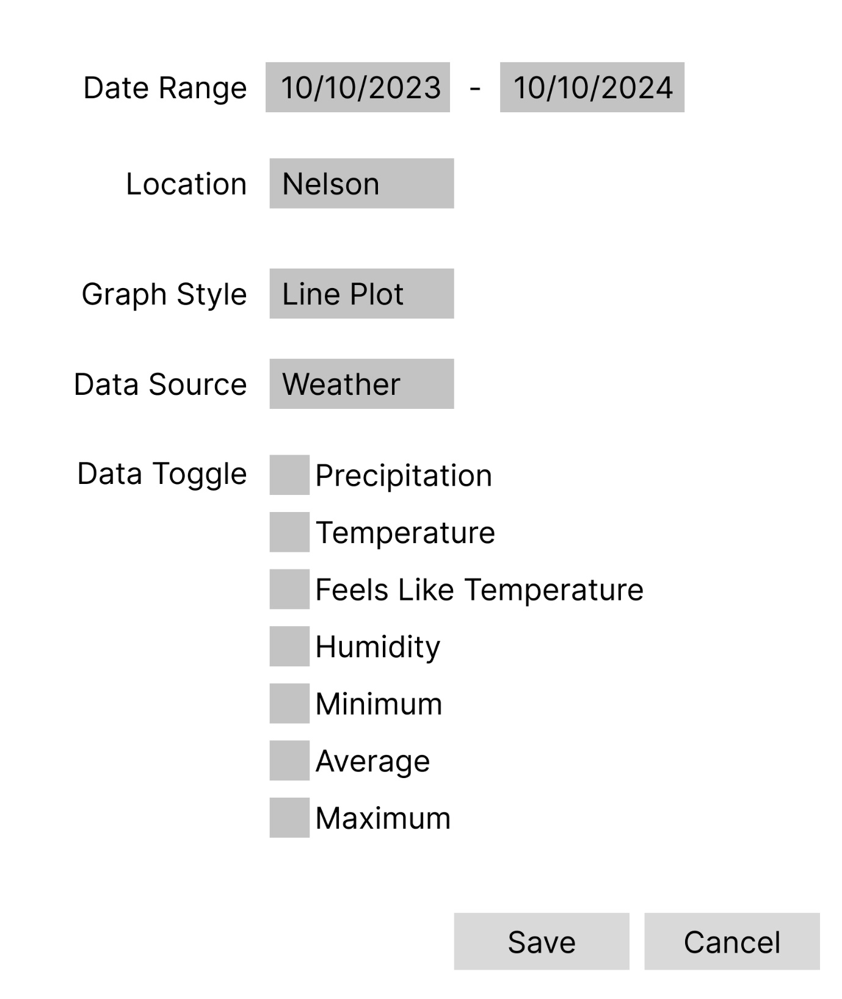 Date Range 10/10/2023 - 10/10/2024
Location Nelson
Graph Style Line Plot
Data Source Weather
Data Toggle Precipitation
Temperature
Feels Like Temperature
Humidity
Minimum
Average
Maximum
Save Cancel